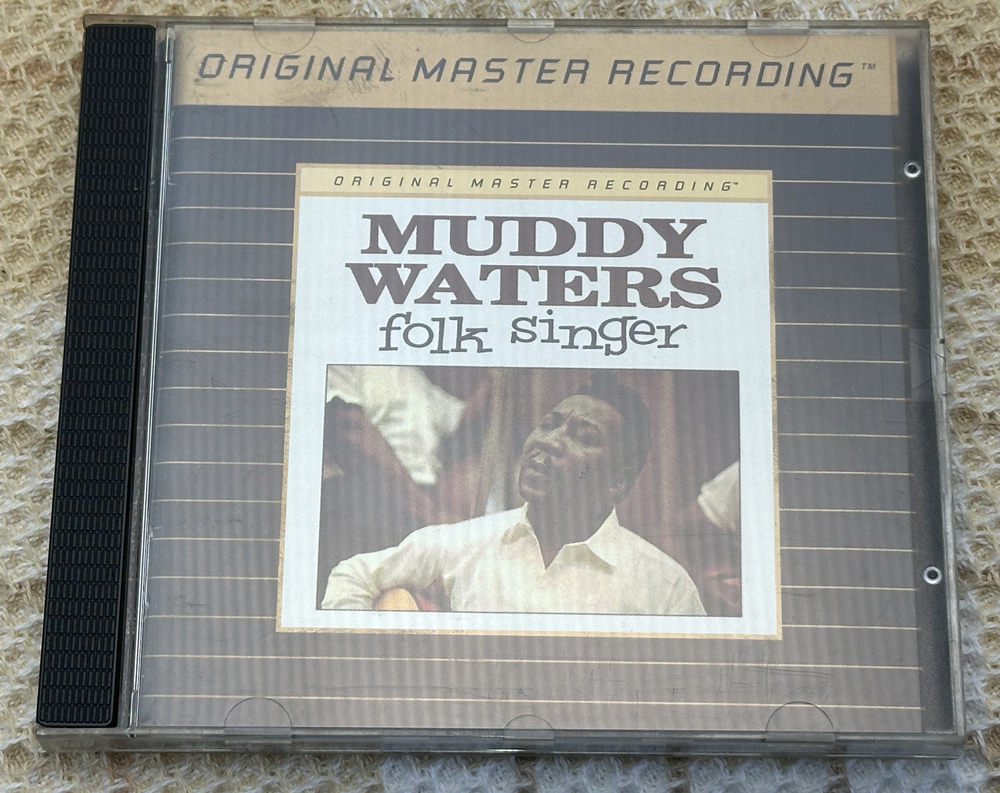 ORIGINAL MASTER RECORDING™
ORIGINAL MASTER RECORDING™
MUDDY
WATERS
folk singer